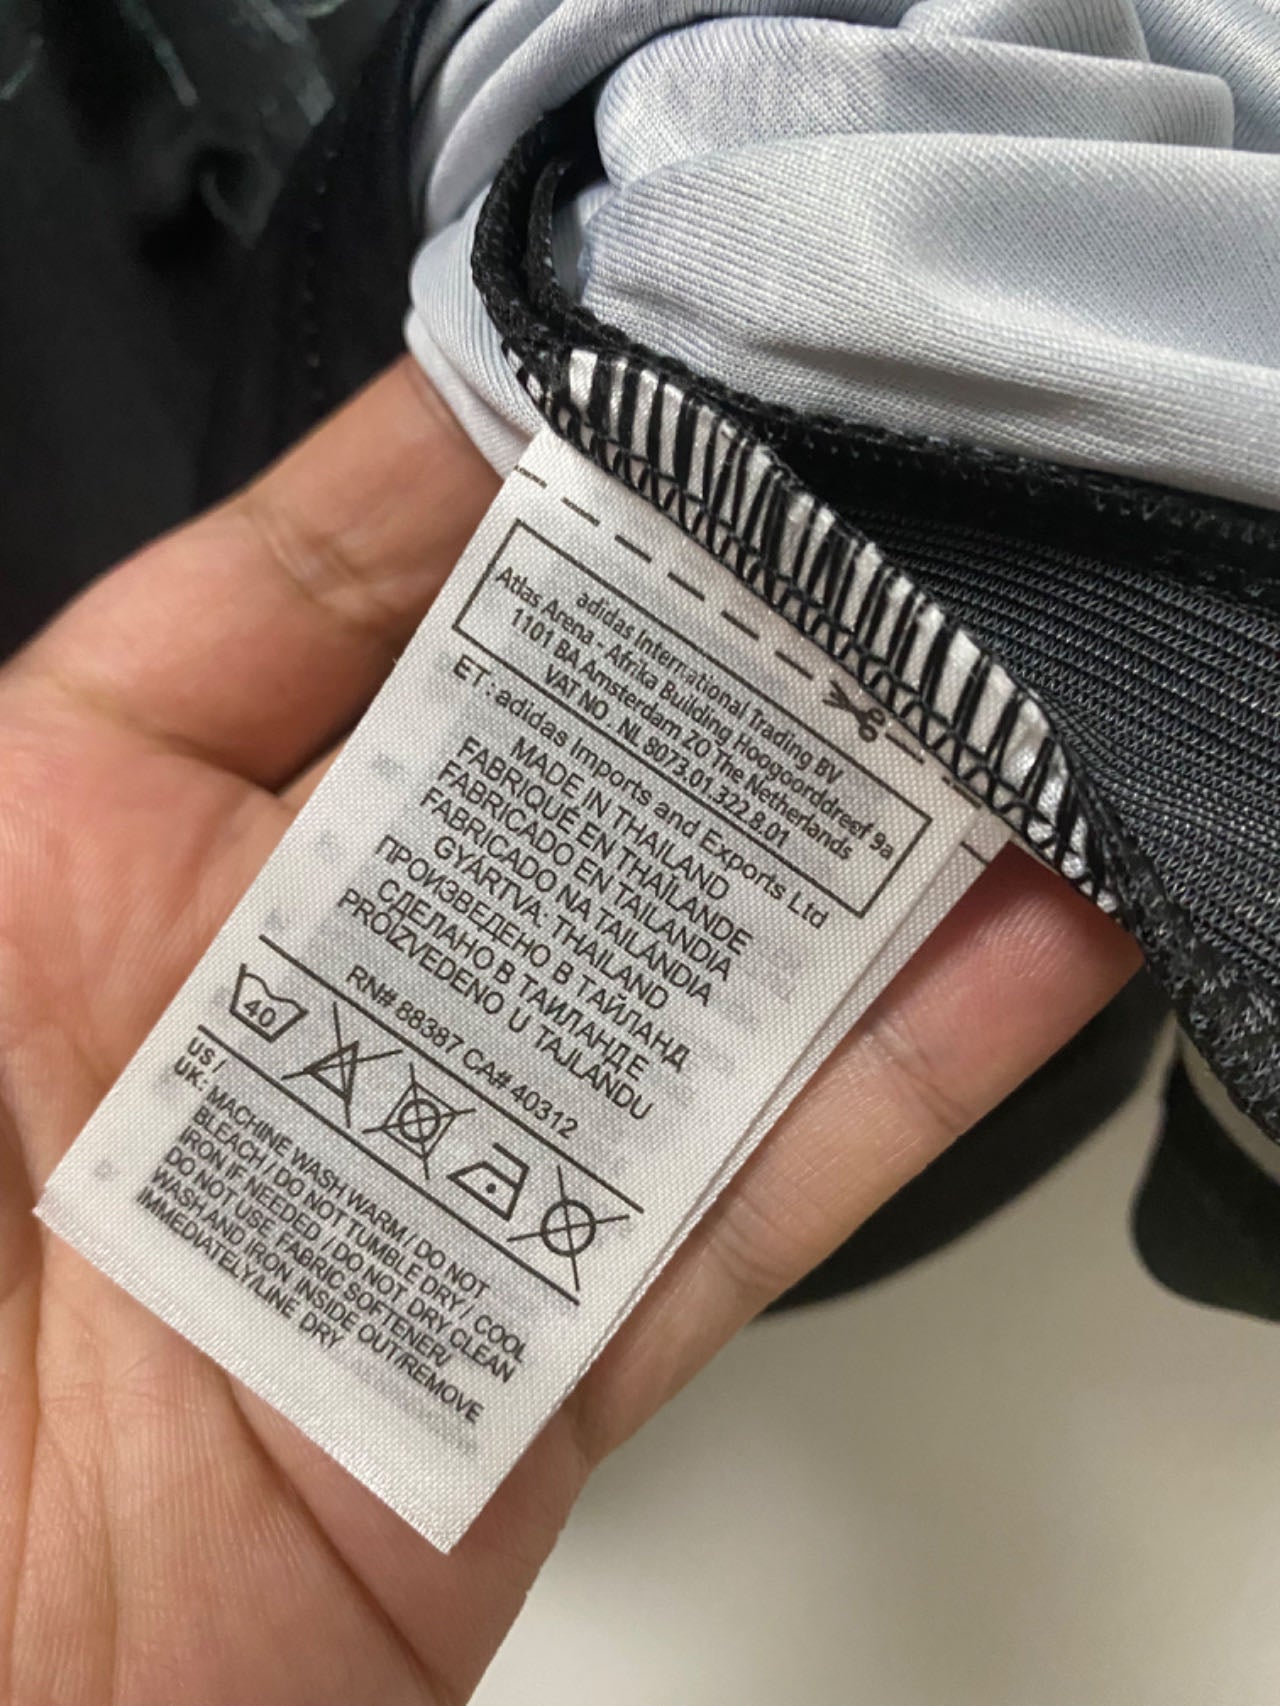 adidas International Trading BV
Atlas Arena - Afrika Building Hoogoorddreef 9a
1101 BA Amsterdam ZO The Netherlands
VAT NO. NL 8073.01.322.8.01
ET : adidas Imports and Exports Ltd
MADE IN THAILAND
FABRIQUÉ EN THAÏLANDE
FABRICADO EN TAILANDIA
FABRICADO NA TAILANDIA
GYÁRTVA: THAILAND
ПРОИЗВЕДЕНО В ТАЙЛАНД
СДЕЛАНО В ТАИЛАНДЕ
PROIZVEDENO U TAJLANDU
RN# 88387 CA# 40312
40
US /
UK: MACHINE WASH WARM / DO NOT
BLEACH / DO NOT TUMBLE DRY / COOL
IRON IF NEEDED / DO NOT DRY CLEAN
DO NOT USE FABRIC SOFTENER/
WASH AND IRON INSIDE OUT/REMOVE
IMMEDIATELY/LINE DRY